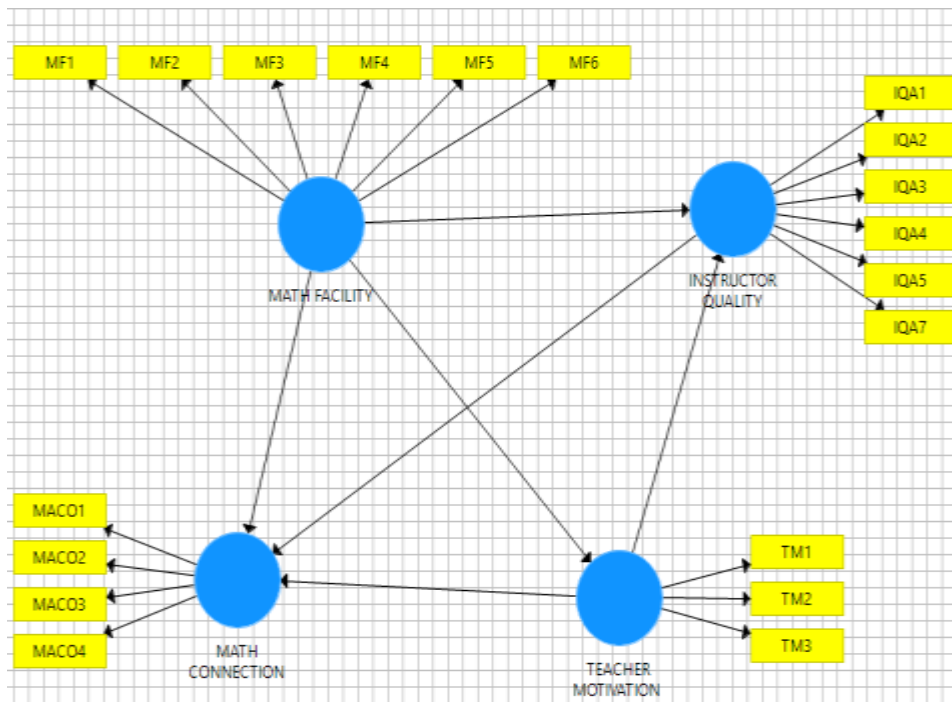 MF1
MF2
MF3
MF4
MF5
MF6
IQA1
IQA2
IQA3
IQA4
IQA5
IQA7
MATH FACILITY
INSTRUCTOR
QUALITY
MACO1
MACO2
MACO3
MACO4
MATH
CONNECTION
TM1
TM2
TM3
TEACHER
MOTIVATION